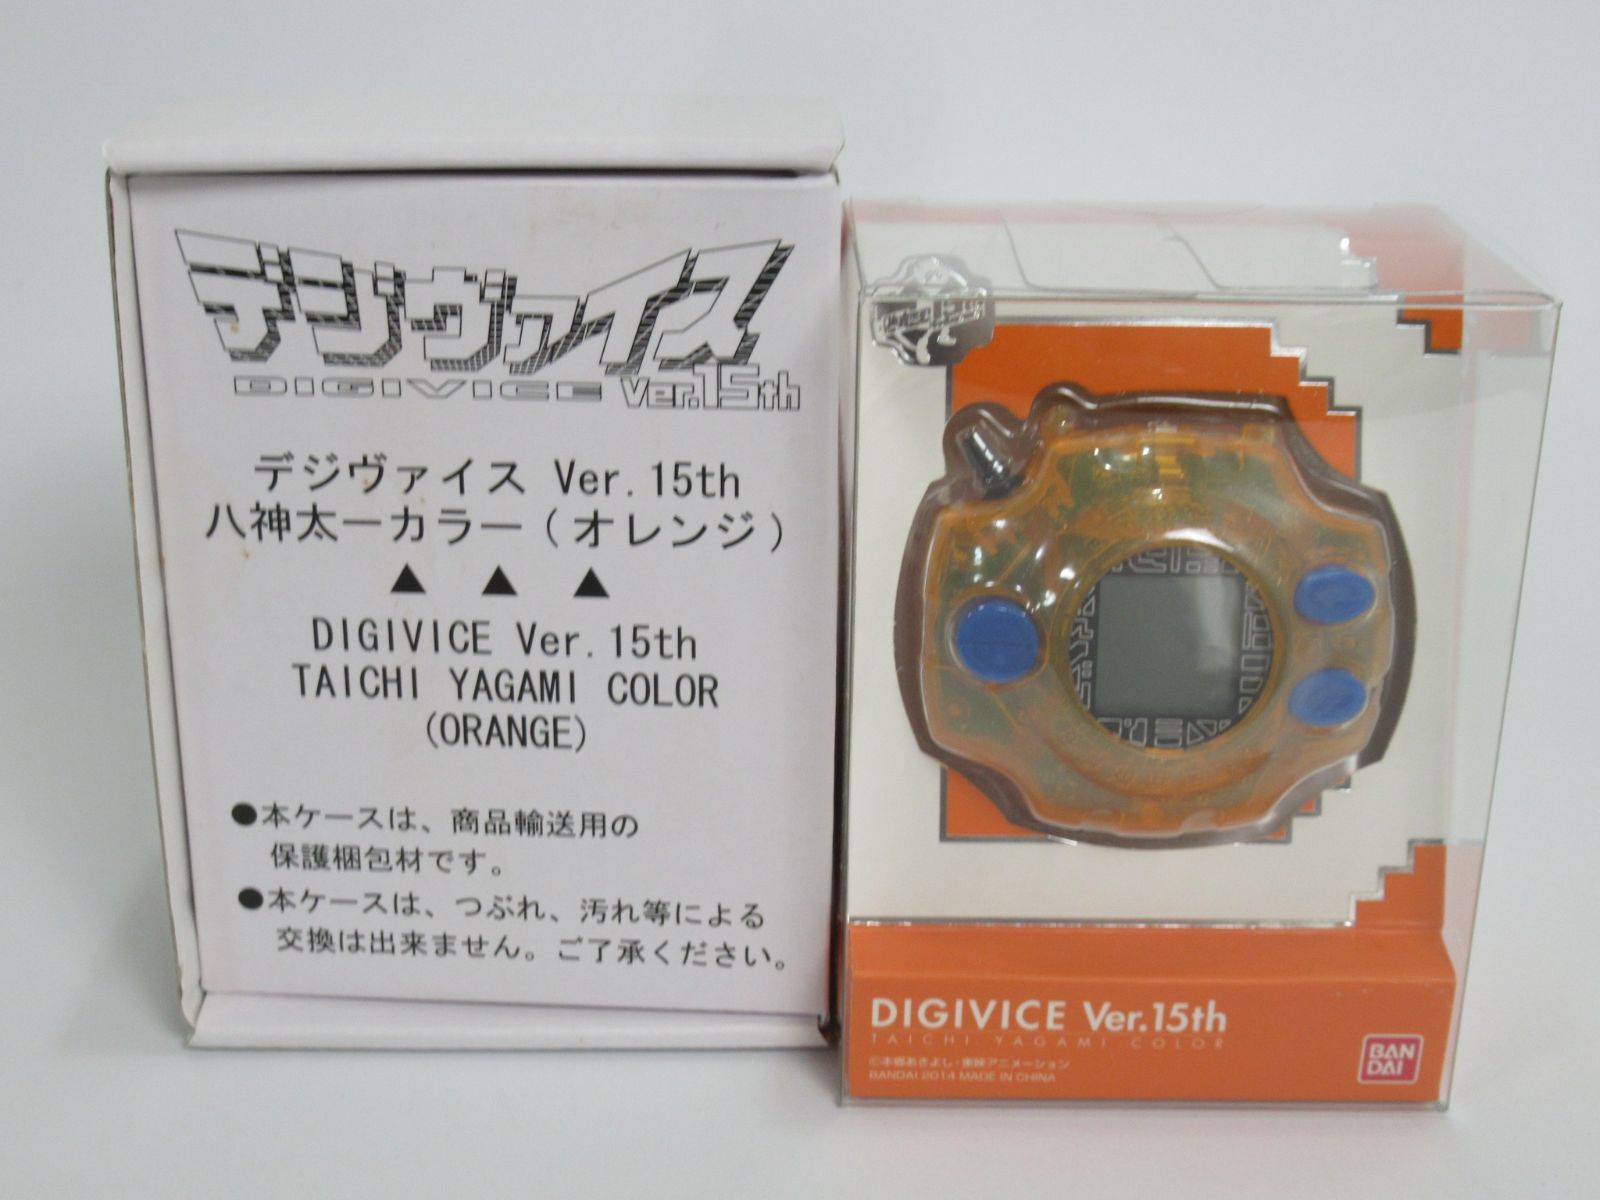 デジヴァイス
DIGIVICE Ver.15th
デジヴァイス Ver.15th
八神太一カラー(オレンジ)
▲ ▲ ▲
DIGIVICE Ver.15th
TAICHI YAGAMI COLOR
(ORANGE)
●本ケースは、商品輸送用の
保護梱包材です。
●本ケースは、つぶれ、汚れ等による
交換は出来ません。ご了承ください。
DIGIVICE Ver.15th
TAICHI YAGAMI COLOR
©本郷あきよし・東映アニメーション
BANDAI 2014 MADE IN CHINA
BAN
DAI